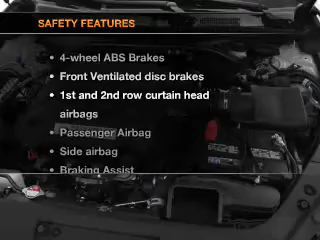 SAFETY FEATURES
• 4-wheel ABS Brakes
• Front Ventilated disc brakes
• 1st and 2nd row curtain head
airbags
• Passenger Airbag
• Side airbag
• Braking Assist